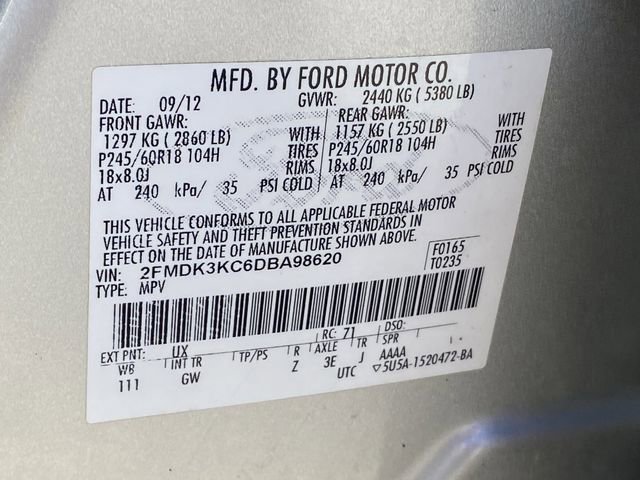 MFD. BY FORD MOTOR CO.
DATE: 09/12 GVWR: 2440 KG ( 5380 LB)
FRONT GAWR: REAR GAWR:
1297 KG ( 2860 LB) WITH 1157 KG ( 2550 LB) WITH
P245/60R18 104H TIRES P245/60R18 104H TIRES
18x8.0J RIMS 18x8.0J RIMS
AT 240 kPa/ 35 PSI COLD AT 240 kPa/ 35 PSI COLD
THIS VEHICLE CONFORMS TO ALL APPLICABLE FEDERAL MOTOR
VEHICLE SAFETY AND THEFT PREVENTION STANDARDS IN
EFFECT ON THE DATE OF MANUFACTURE SHOWN ABOVE.
VIN: 2FMDK3KC6DBA98620 F0165
TYPE: MPV T0235
EXT PNT: UX RC: 71 DSO:
WB INT TR TP/PS R AXLE TR SPR
111 GW Z 3E J AAAA
UTC ▽5U5A-1520472-BA